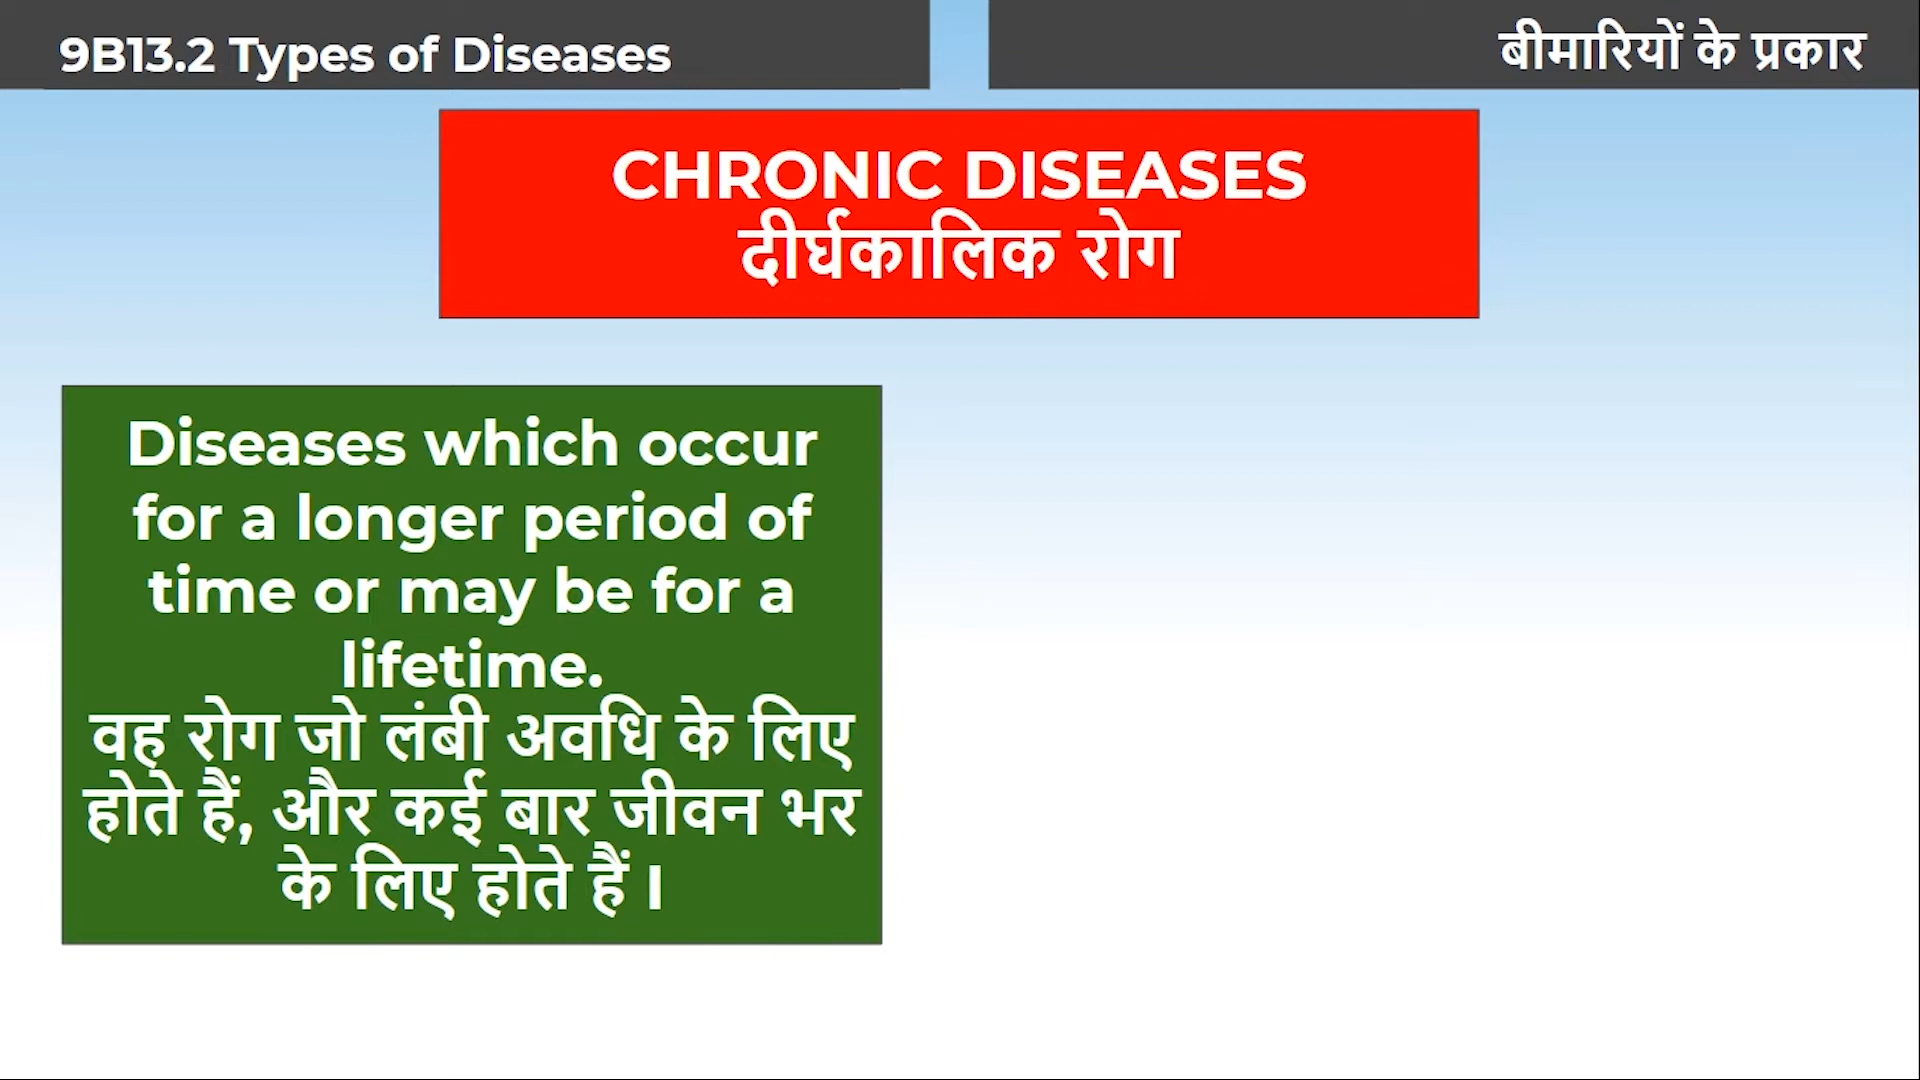 9B13.2 Types of Diseases
बीमारियों के प्रकार
CHRONIC DISEASES
दीर्घकालिक रोग
Diseases which occur
for a longer period of
time or may be for a
lifetime.
वह रोग जो लंबी अवधि के लिए
होते हैं, और कई बार जीवन भर
के लिए होते हैं ।